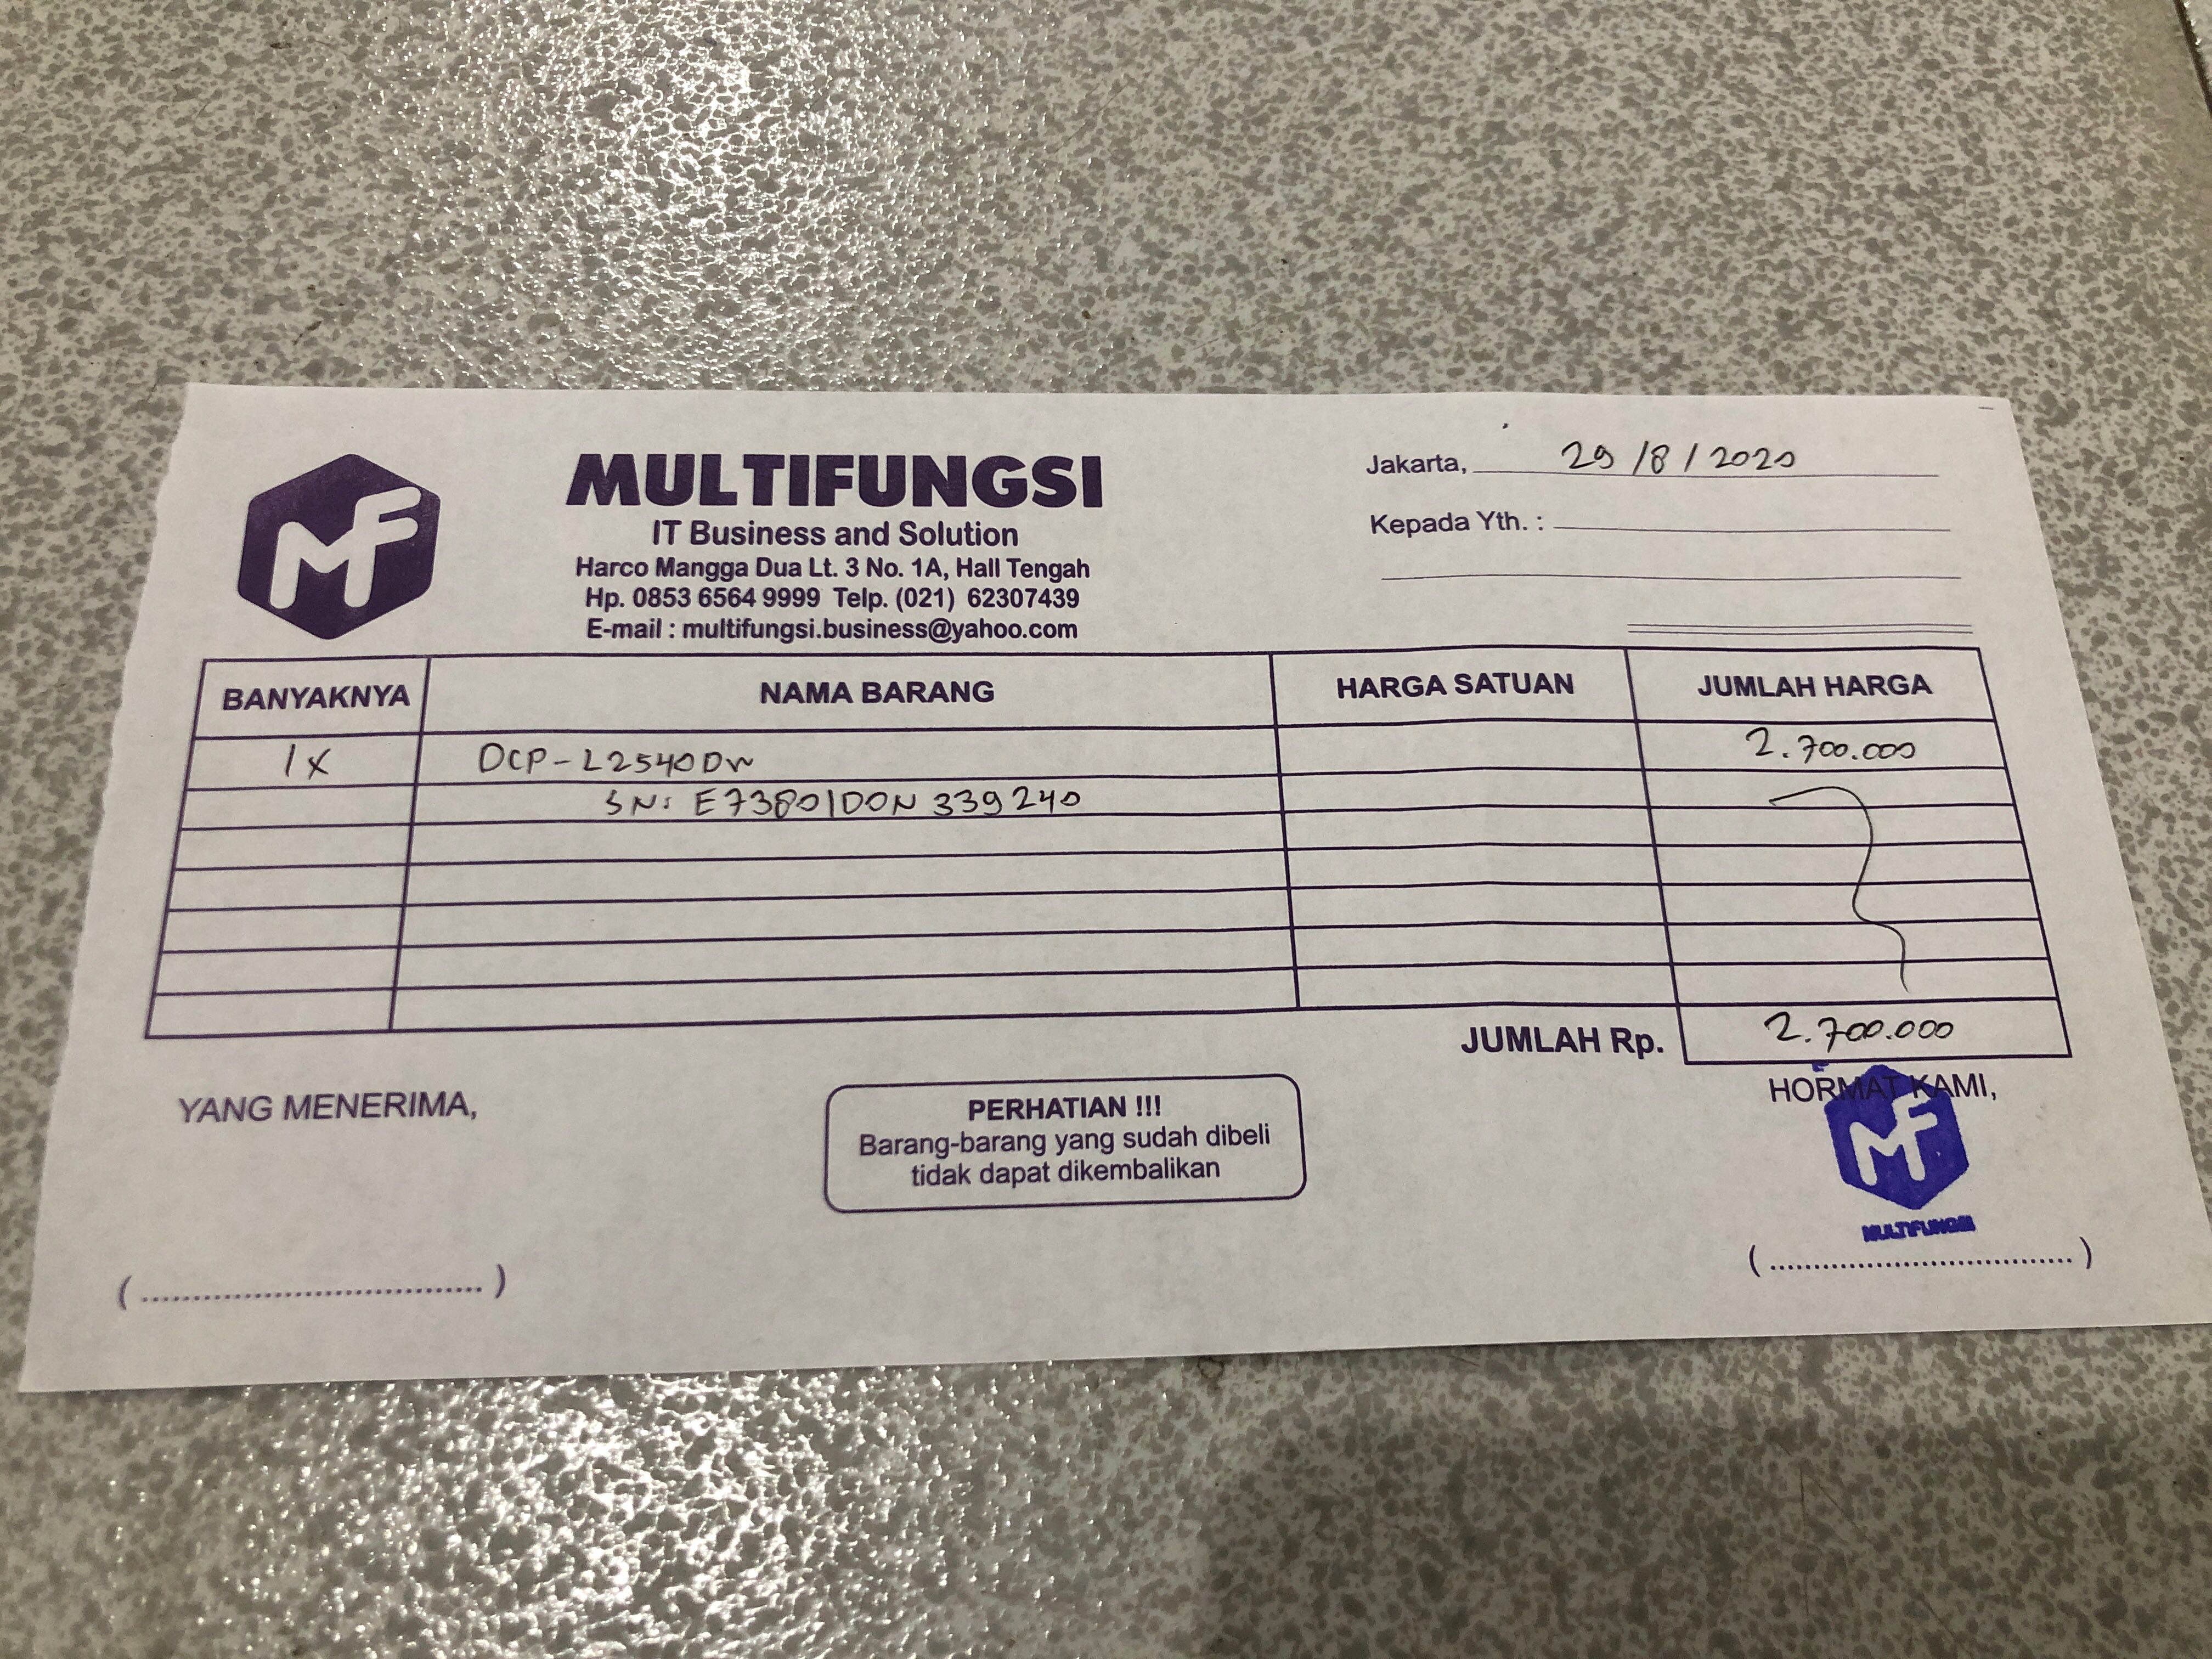 MF
MULTIFUNGSI
IT Business and Solution
Harco Mangga Dua Lt. 3 No. 1A, Hall Tengah
Hp. 0853 6564 9999 Telp. (021) 62307439
E-mail : multifungsi.business@yahoo.com
Jakarta, 29/8/2020
Kepada Yth. :
BANYAKNYA NAMA BARANG HARGA SATUAN JUMLAH HARGA
1x DCP-L2540DW 2.700.000
SN: E73801D0N339240
JUMLAH Rp. 2.700.000
YANG MENERIMA,
PERHATIAN !!!
Barang-barang yang sudah dibeli
tidak dapat dikembalikan
HORMAT KAMI,
MF
MULTIFUNGSI
(....................................)
(....................................)